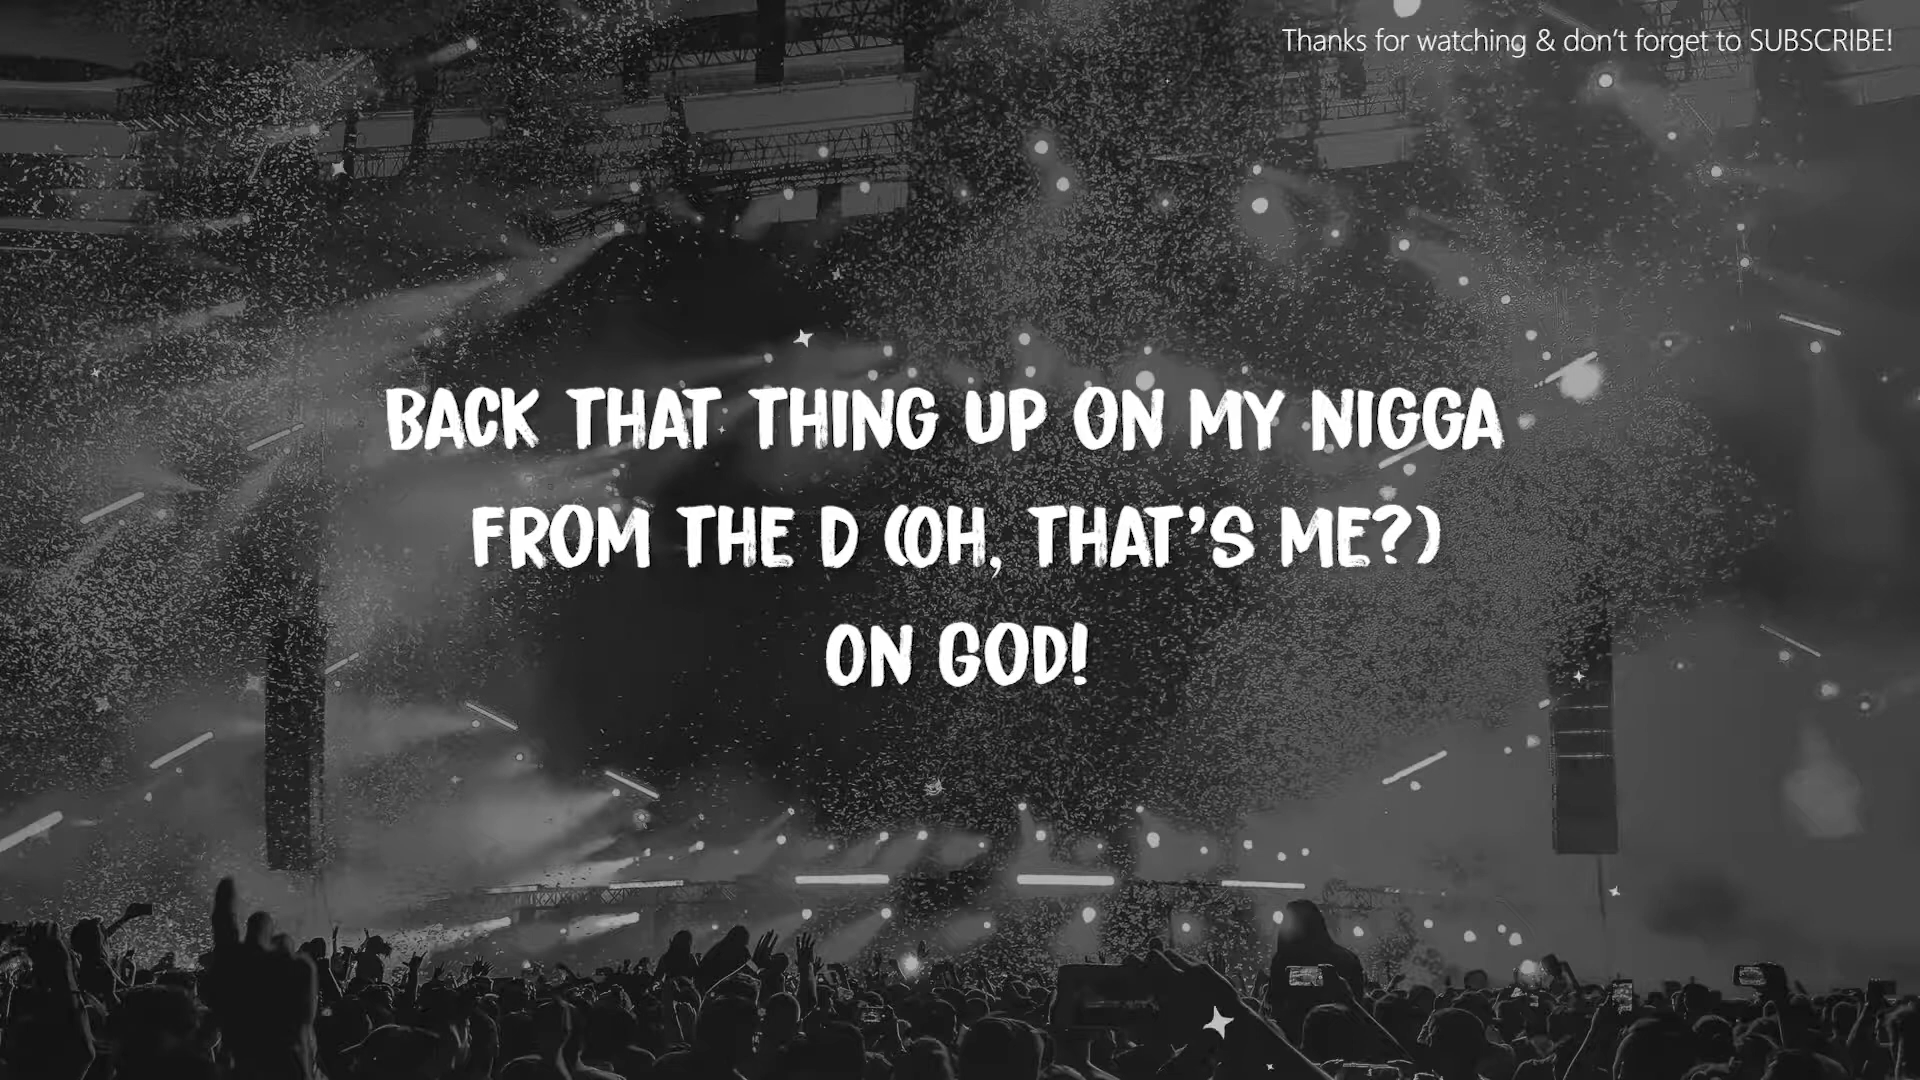 Thanks for watching & don't forget to SUBSCRIBE!
BACK THAT THING UP ON MY NIGGA
FROM THE D (OH, THAT'S ME?)
ON GOD!